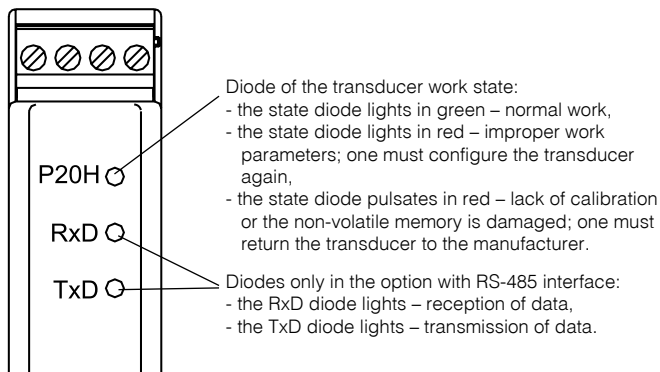 Diode of the transducer work state:
- the state diode lights in green – normal work,
- the state diode lights in red – improper work
parameters; one must configure the transducer
again,
- the state diode pulsates in red – lack of calibration
or the non-volatile memory is damaged; one must
return the transducer to the manufacturer.
P20H
RxD
TxD
Diodes only in the option with RS-485 interface:
- the RxD diode lights – reception of data,
- the TxD diode lights – transmission of data.